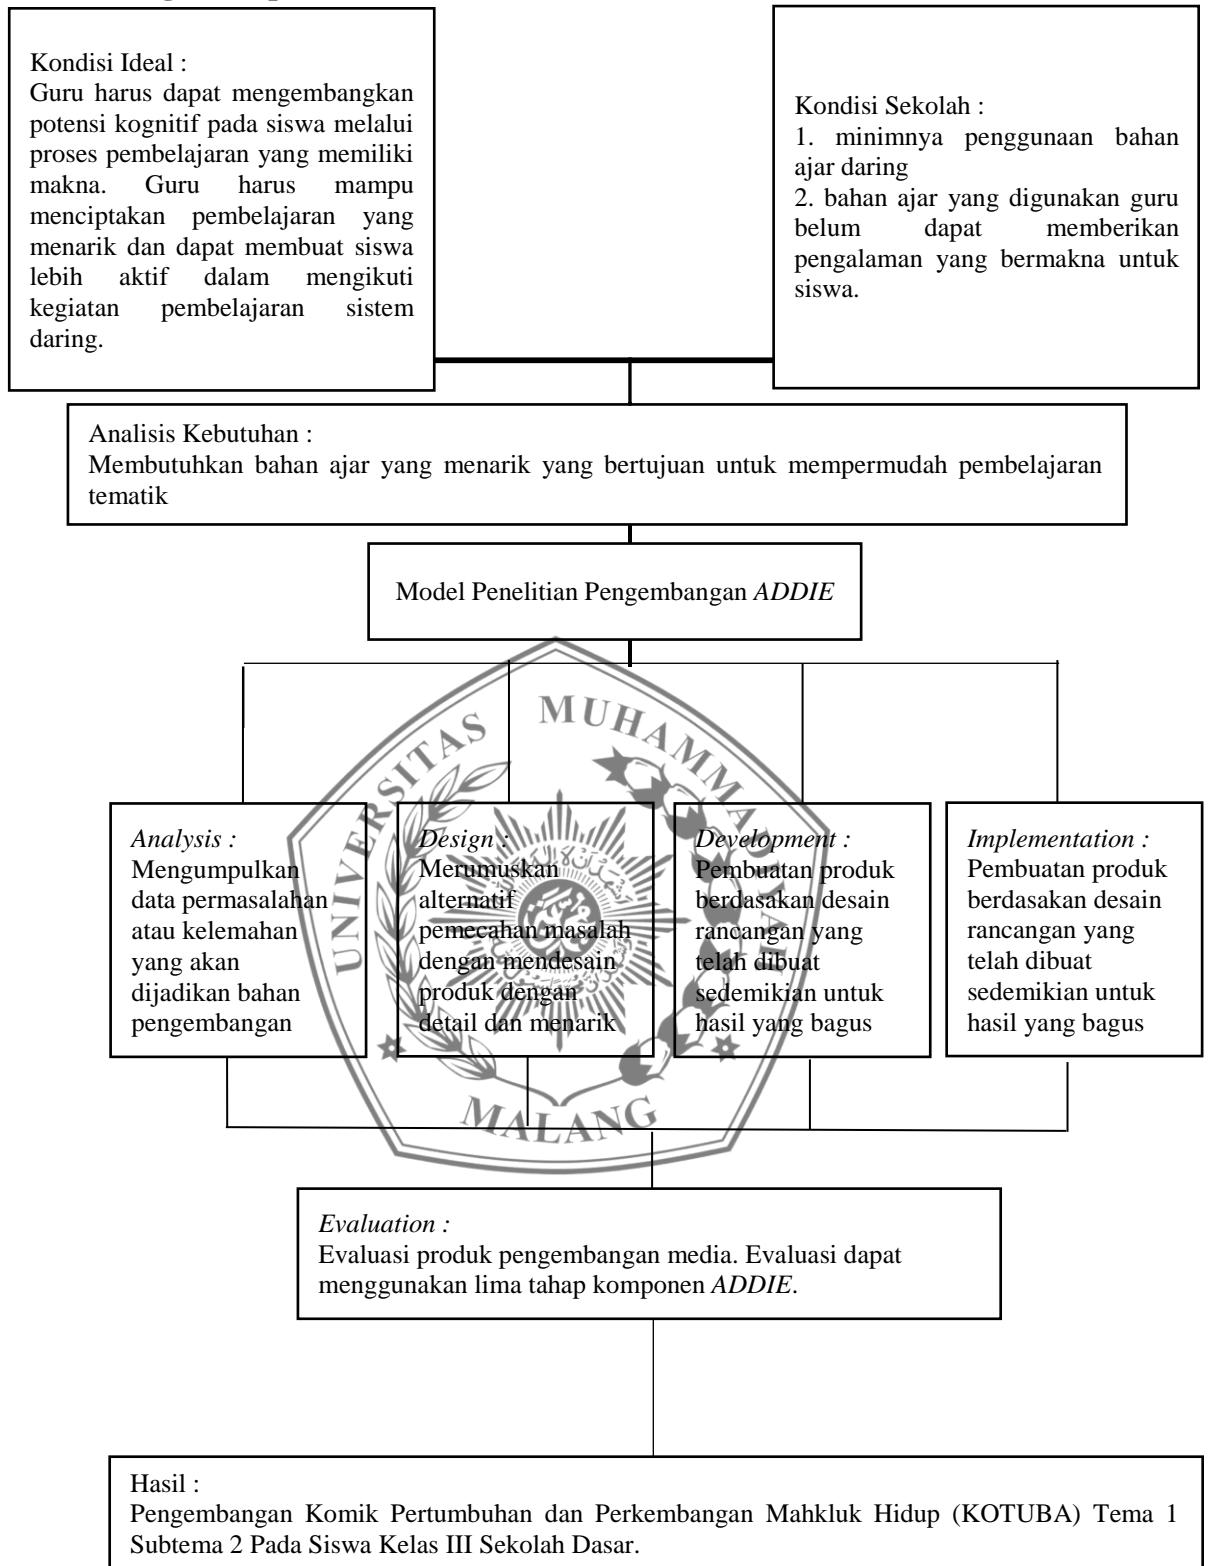 Kondisi Ideal :
Guru harus dapat mengembangkan
potensi kognitif pada siswa melalui
proses pembelajaran yang memiliki
makna. Guru harus mampu
menciptakan pembelajaran yang
menarik dan dapat membuat siswa
lebih aktif dalam mengikuti
kegiatan pembelajaran sistem
daring.
Kondisi Sekolah :
1. minimnya penggunaan bahan
ajar daring
2. bahan ajar yang digunakan guru
belum dapat memberikan
pengalaman yang bermakna untuk
siswa.
Analisis Kebutuhan :
Membutuhkan bahan ajar yang menarik yang bertujuan untuk mempermudah pembelajaran
tematik
Model Penelitian Pengembangan ADDIE
UNIVERSITAS MUHAMMADIYAH
MALANG
Analysis :
Mengumpulkan
data permasalahan
atau kelemahan
yang akan
dijadikan bahan
pengembangan
Design :
Merumuskan
alternatif
pemecahan masalah
dengan mendesain
produk dengan
detail dan menarik
Development :
Pembuatan produk
berdasakan desain
rancangan yang
telah dibuat
sedemikian untuk
hasil yang bagus
Implementation :
Pembuatan produk
berdasakan desain
rancangan yang
telah dibuat
sedemikian untuk
hasil yang bagus
Evaluation :
Evaluasi produk pengembangan media. Evaluasi dapat
menggunakan lima tahap komponen ADDIE.
Hasil :
Pengembangan Komik Pertumbuhan dan Perkembangan Mahkluk Hidup (KOTUBA) Tema 1
Subtema 2 Pada Siswa Kelas III Sekolah Dasar.